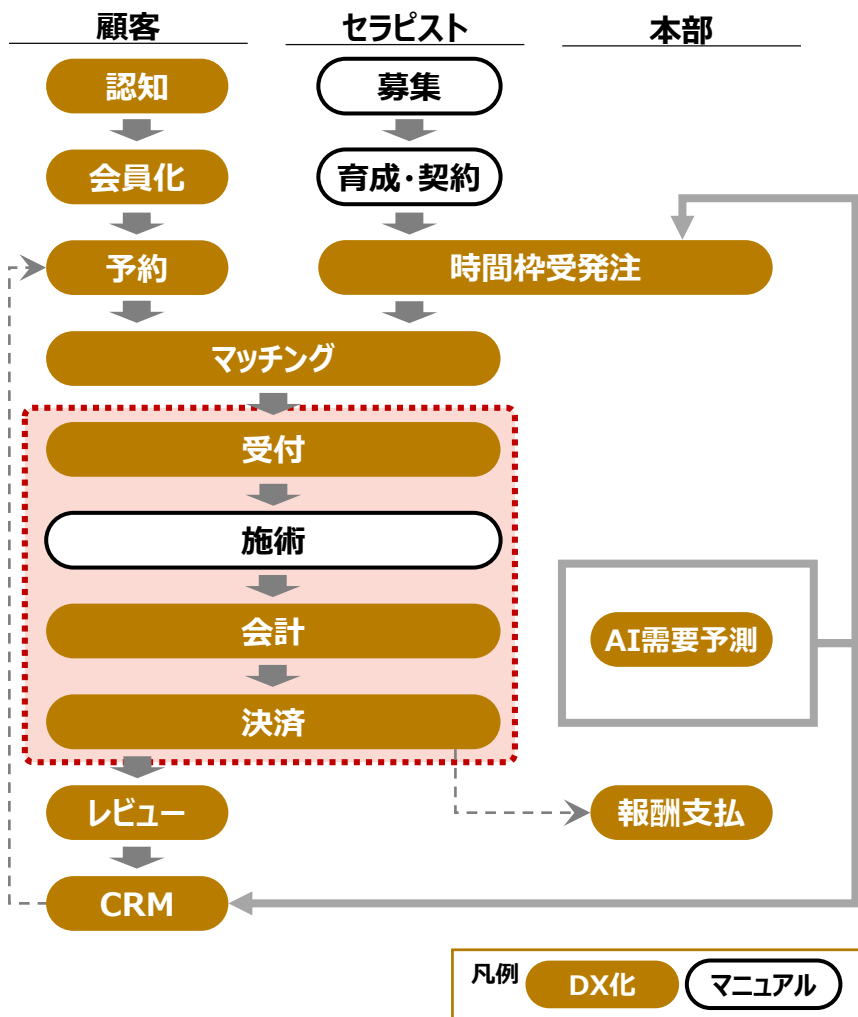 顧客
セラピスト
本部
認知
募集
会員化
育成・契約
予約
時間枠受発注
マッチング
受付
施術
会計
AI需要予測
決済
レビュー
報酬支払
CRM
凡例
DX化
マニュアル